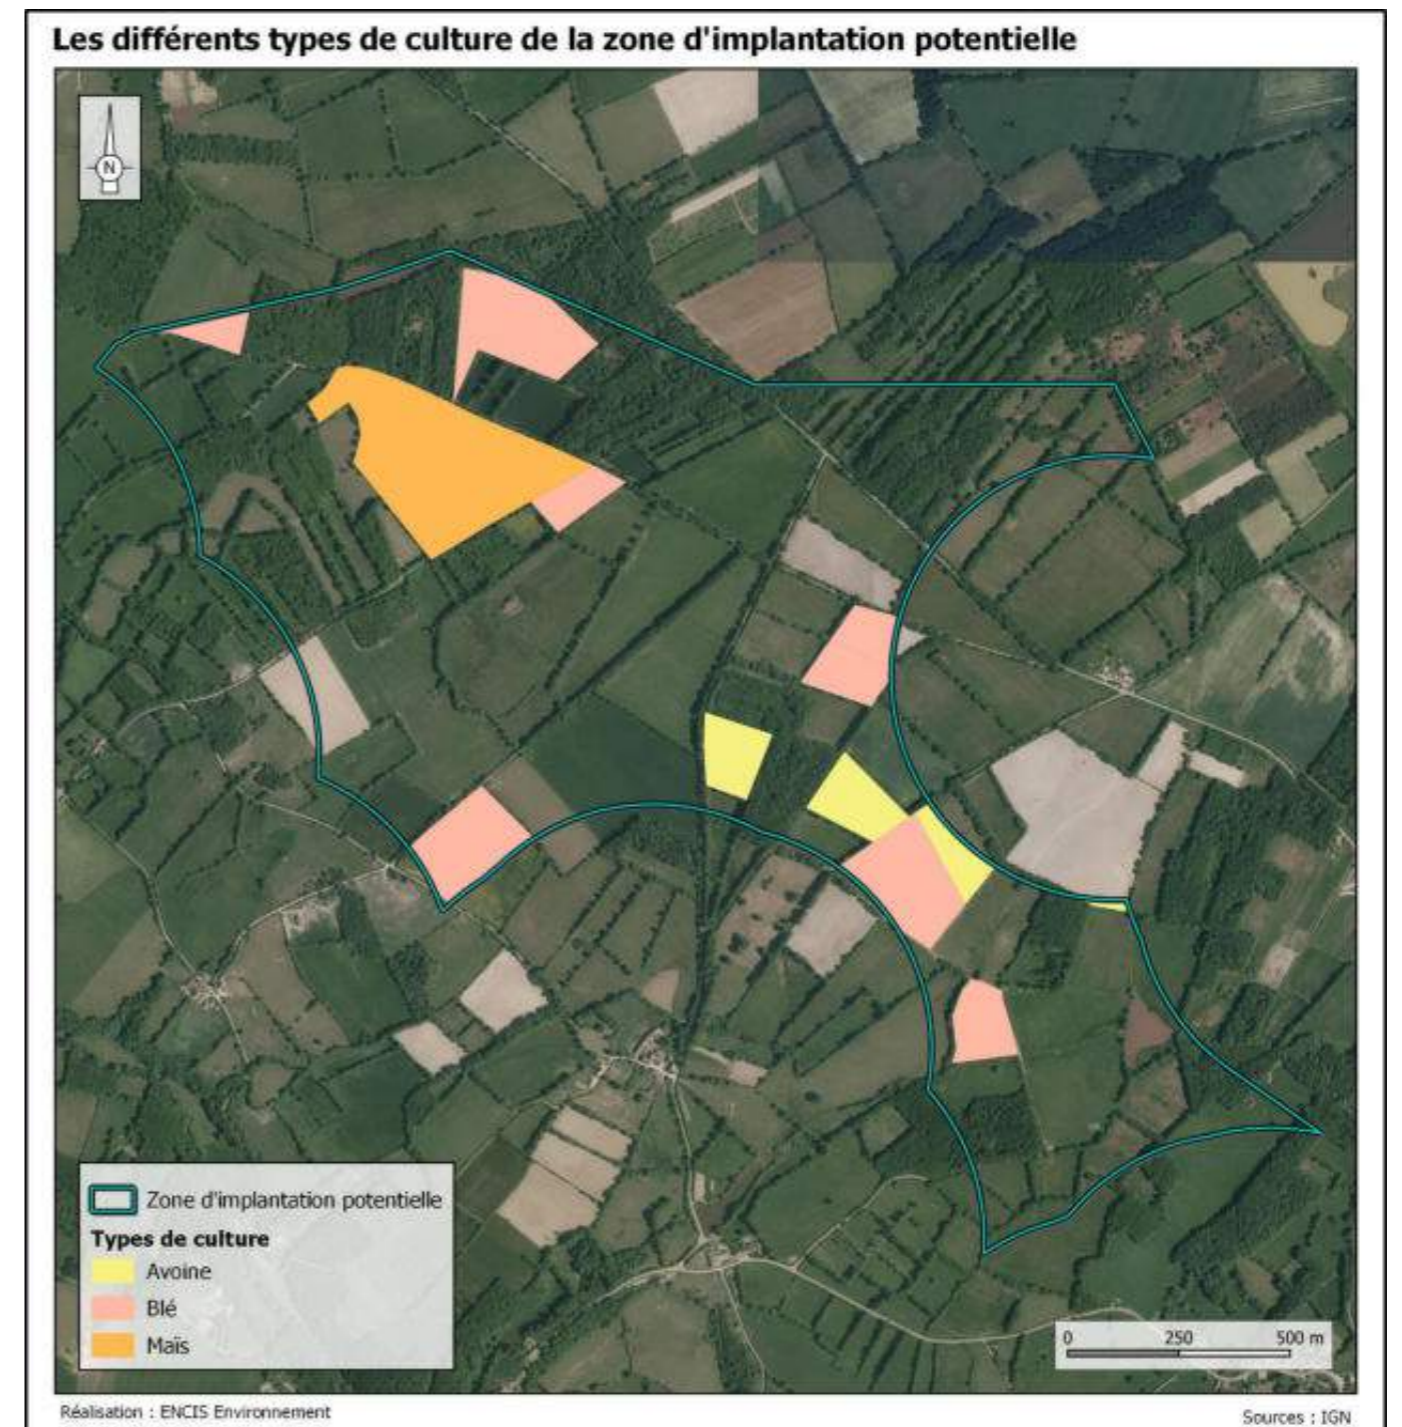 Les différents types de culture de la zone d'implantation potentielle
N
Zone d'implantation potentielle
Types de culture
Avoine
Blé
Maïs
0 250 500 m
Réalisation : ENCIS Environnement
Sources : IGN